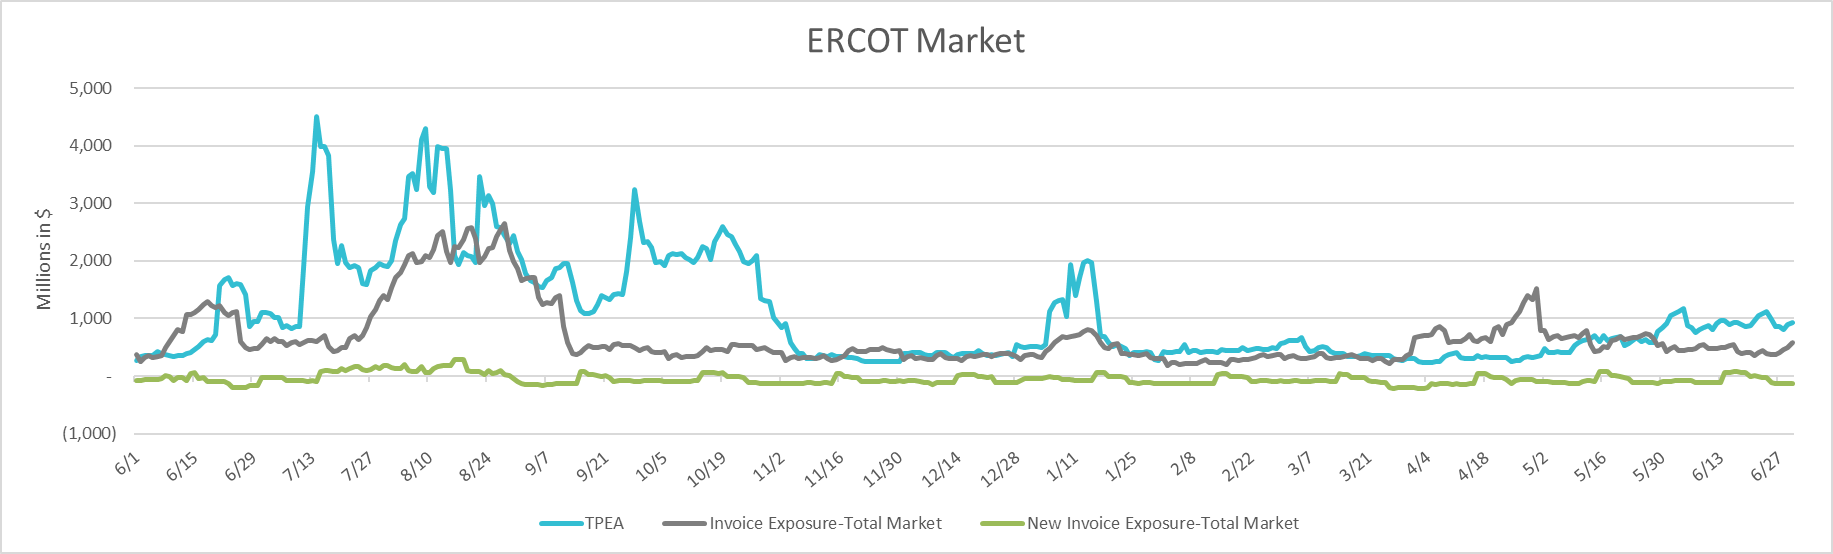 ERCOT Market
Millions in $
5,000
4,000
3,000
2,000
1,000
-
(1,000)
6/1 6/15 6/29 7/13 7/27 8/10 8/24 9/7 9/21 10/5 10/19 11/2 11/16 11/30 12/14 12/28 1/11 1/25 2/8 2/22 3/7 3/21 4/4 4/18 5/2 5/16 5/30 6/13 6/27
TPEA Invoice Exposure-Total Market New Invoice Exposure-Total Market